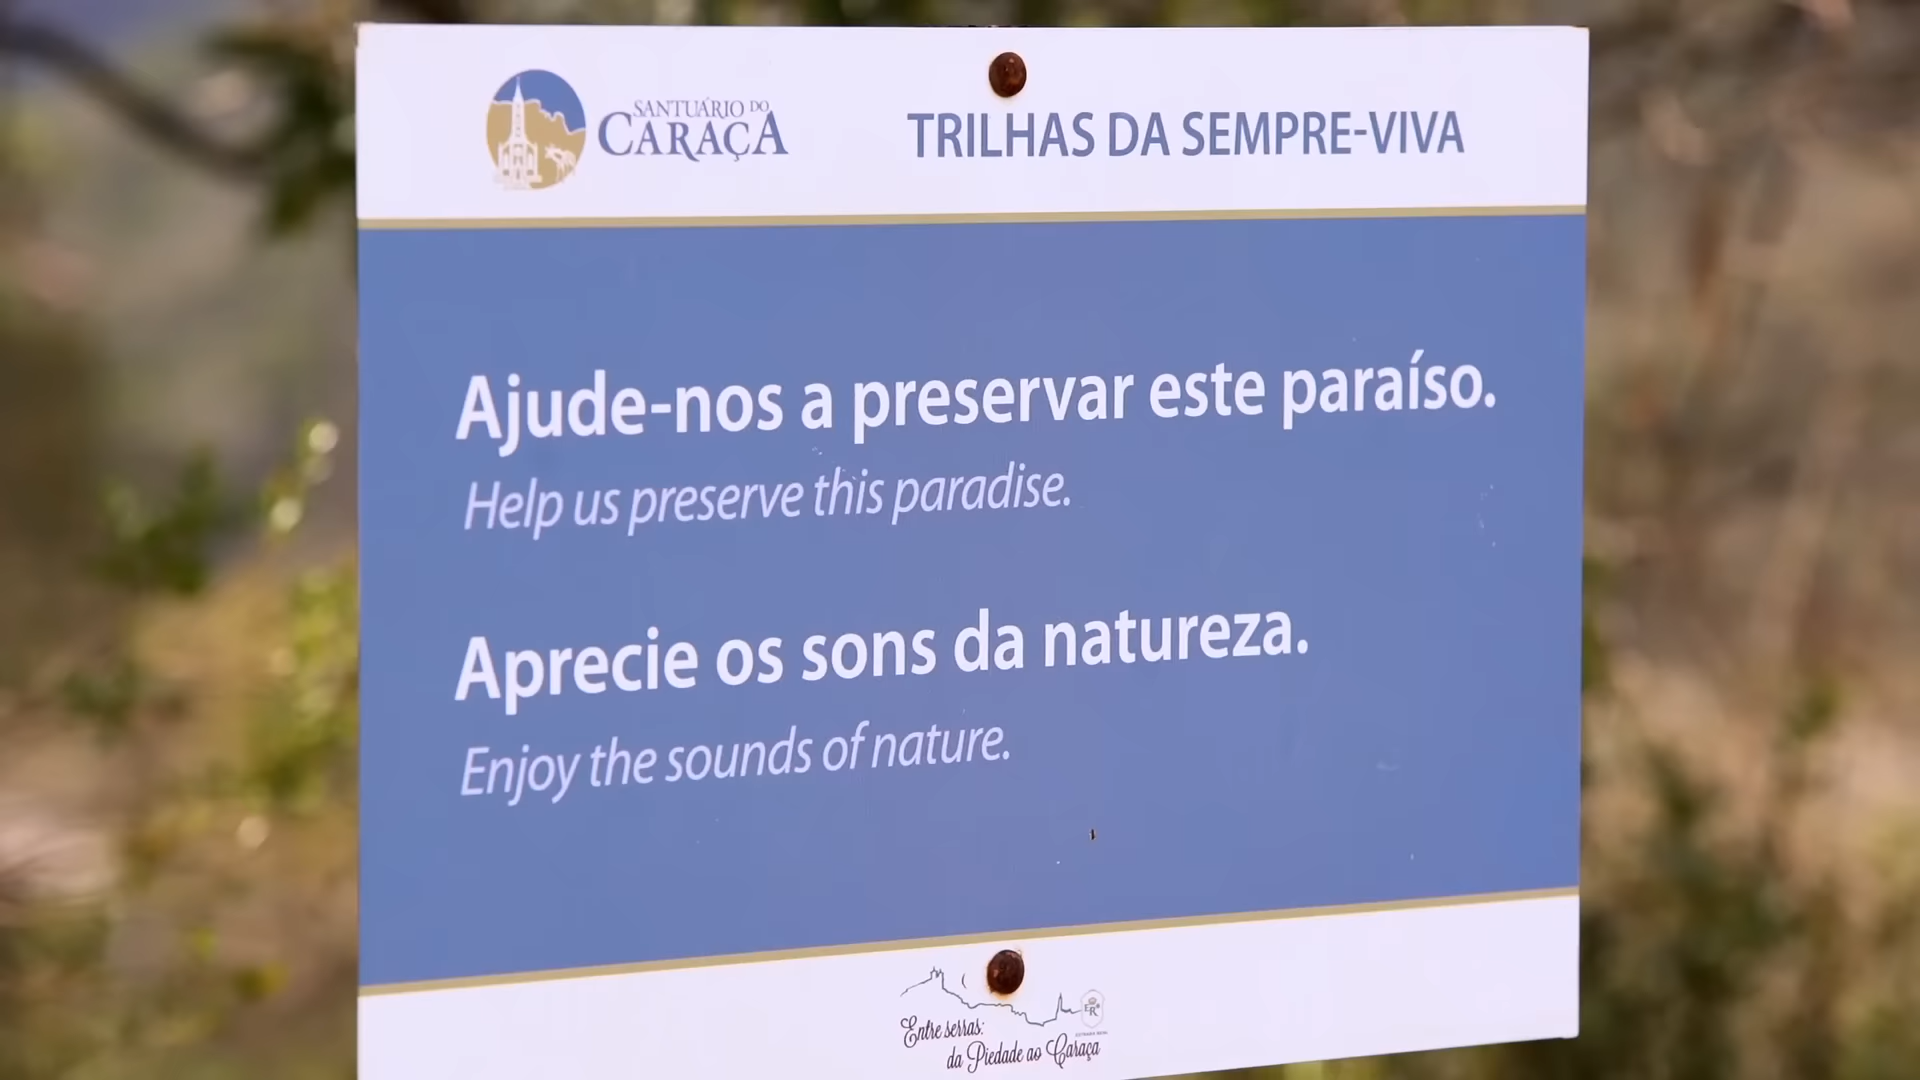 SANTUÁRIO DO
CARAÇA
TRILHAS DA SEMPRE-VIVA
Ajude-nos a preservar este paraíso.
Help us preserve this paradise.
Aprecie os sons da natureza.
Enjoy the sounds of nature.
Entre serras:
da Piedade ao Caraça